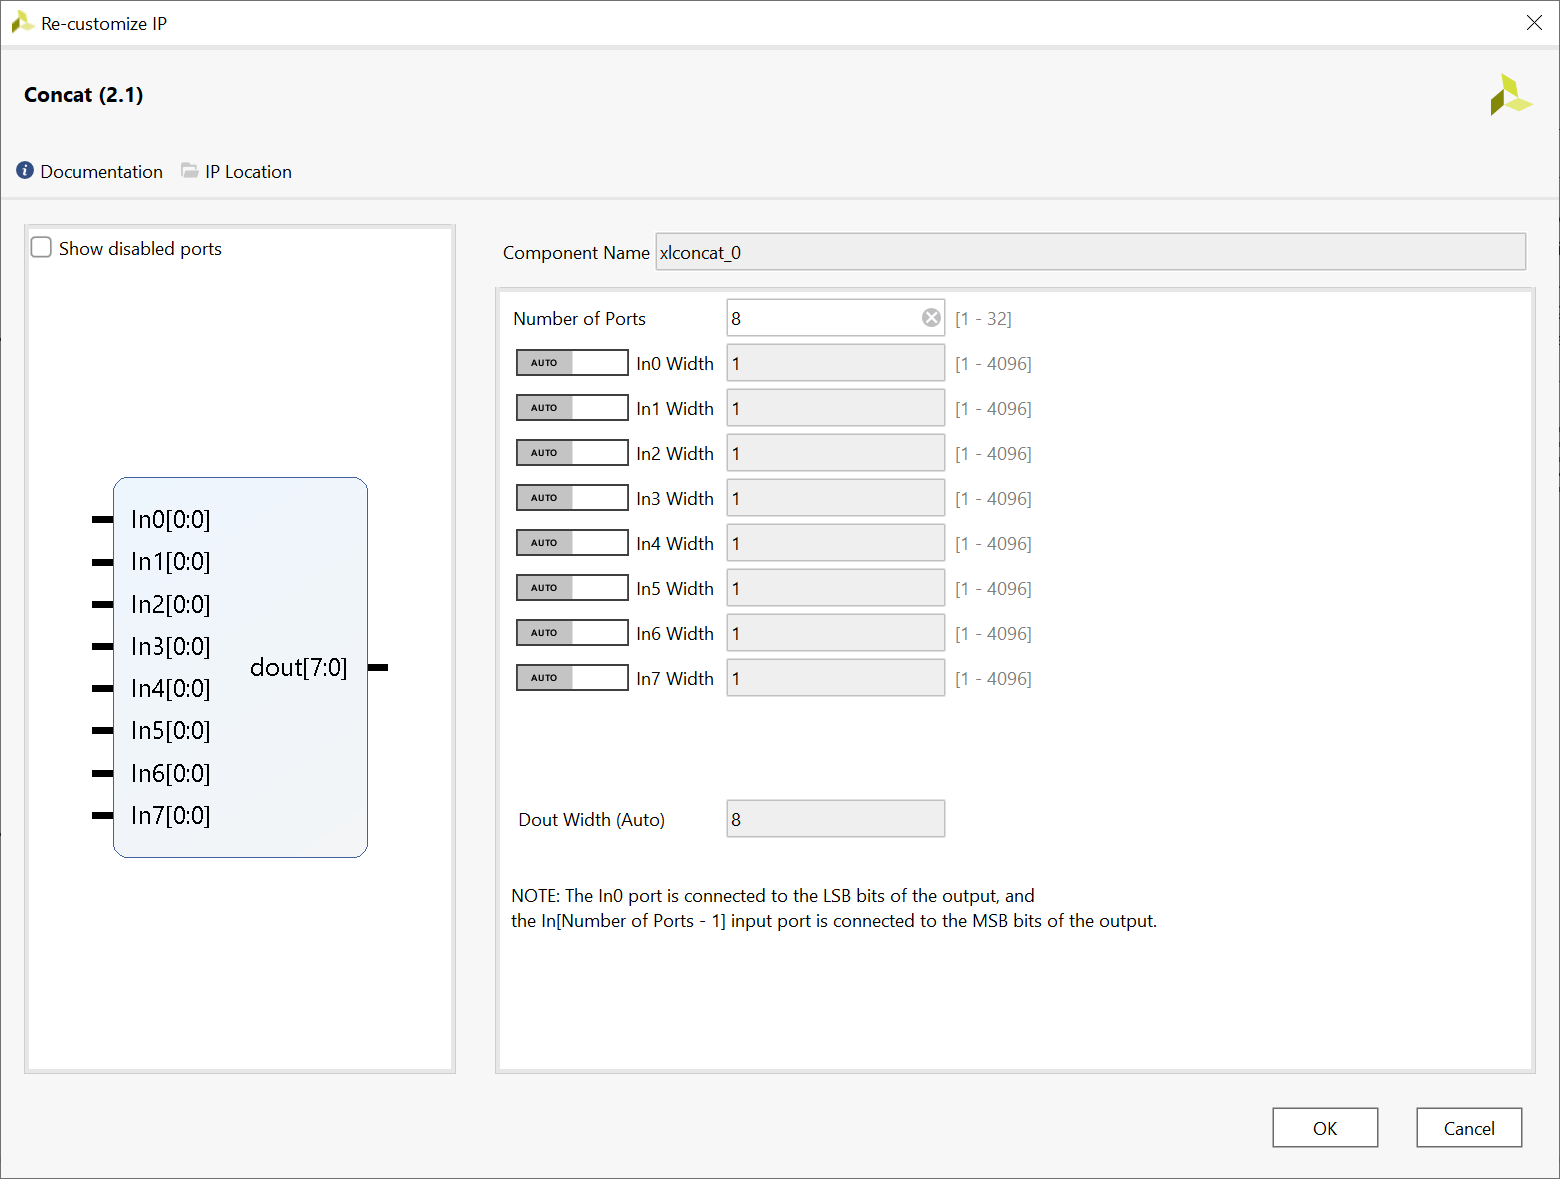 Re-customize IP
Concat (2.1)
Documentation IP Location
Show disabled ports
In0[0:0]
In1[0:0]
In2[0:0]
In3[0:0]
dout[7:0]
In4[0:0]
In5[0:0]
In6[0:0]
In7[0:0]
Component Name xlconcat_0
Number of Ports 8 [1 - 32]
AUTO In0 Width 1 [1 - 4096]
AUTO In1 Width 1 [1 - 4096]
AUTO In2 Width 1 [1 - 4096]
AUTO In3 Width 1 [1 - 4096]
AUTO In4 Width 1 [1 - 4096]
AUTO In5 Width 1 [1 - 4096]
AUTO In6 Width 1 [1 - 4096]
AUTO In7 Width 1 [1 - 4096]
Dout Width (Auto) 8
NOTE: The In0 port is connected to the LSB bits of the output, and
the In[Number of Ports - 1] input port is connected to the MSB bits of the output.
OK Cancel